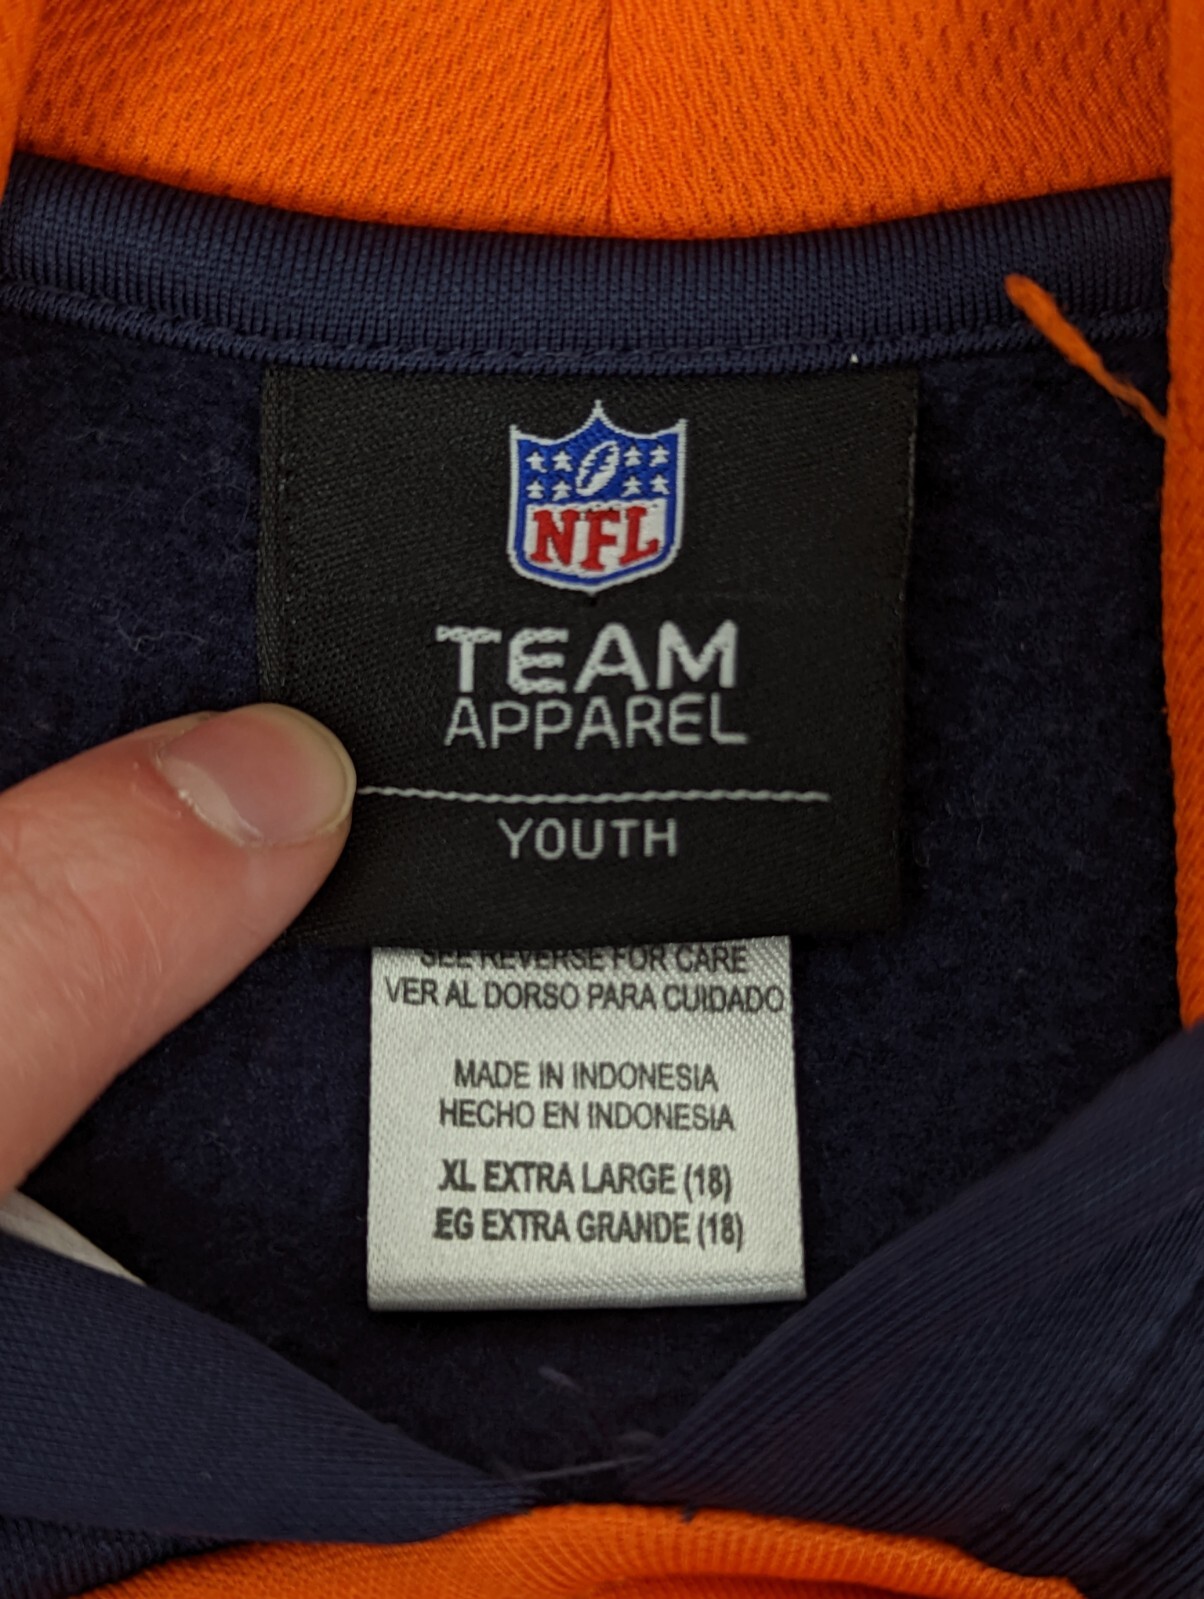 NFL
TEAM
APPAREL
YOUTH
SEE REVERSE FOR CARE
VER AL DORSO PARA CUIDADO
MADE IN INDONESIA
HECHO EN INDONESIA
XL EXTRA LARGE (18)
EG EXTRA GRANDE (18)